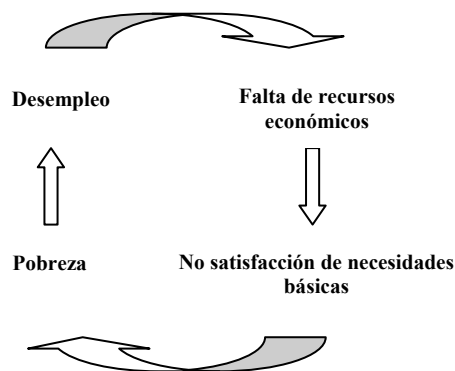 Desempleo
Falta de recursos
económicos
Pobreza
No satisfacción de necesidades
básicas